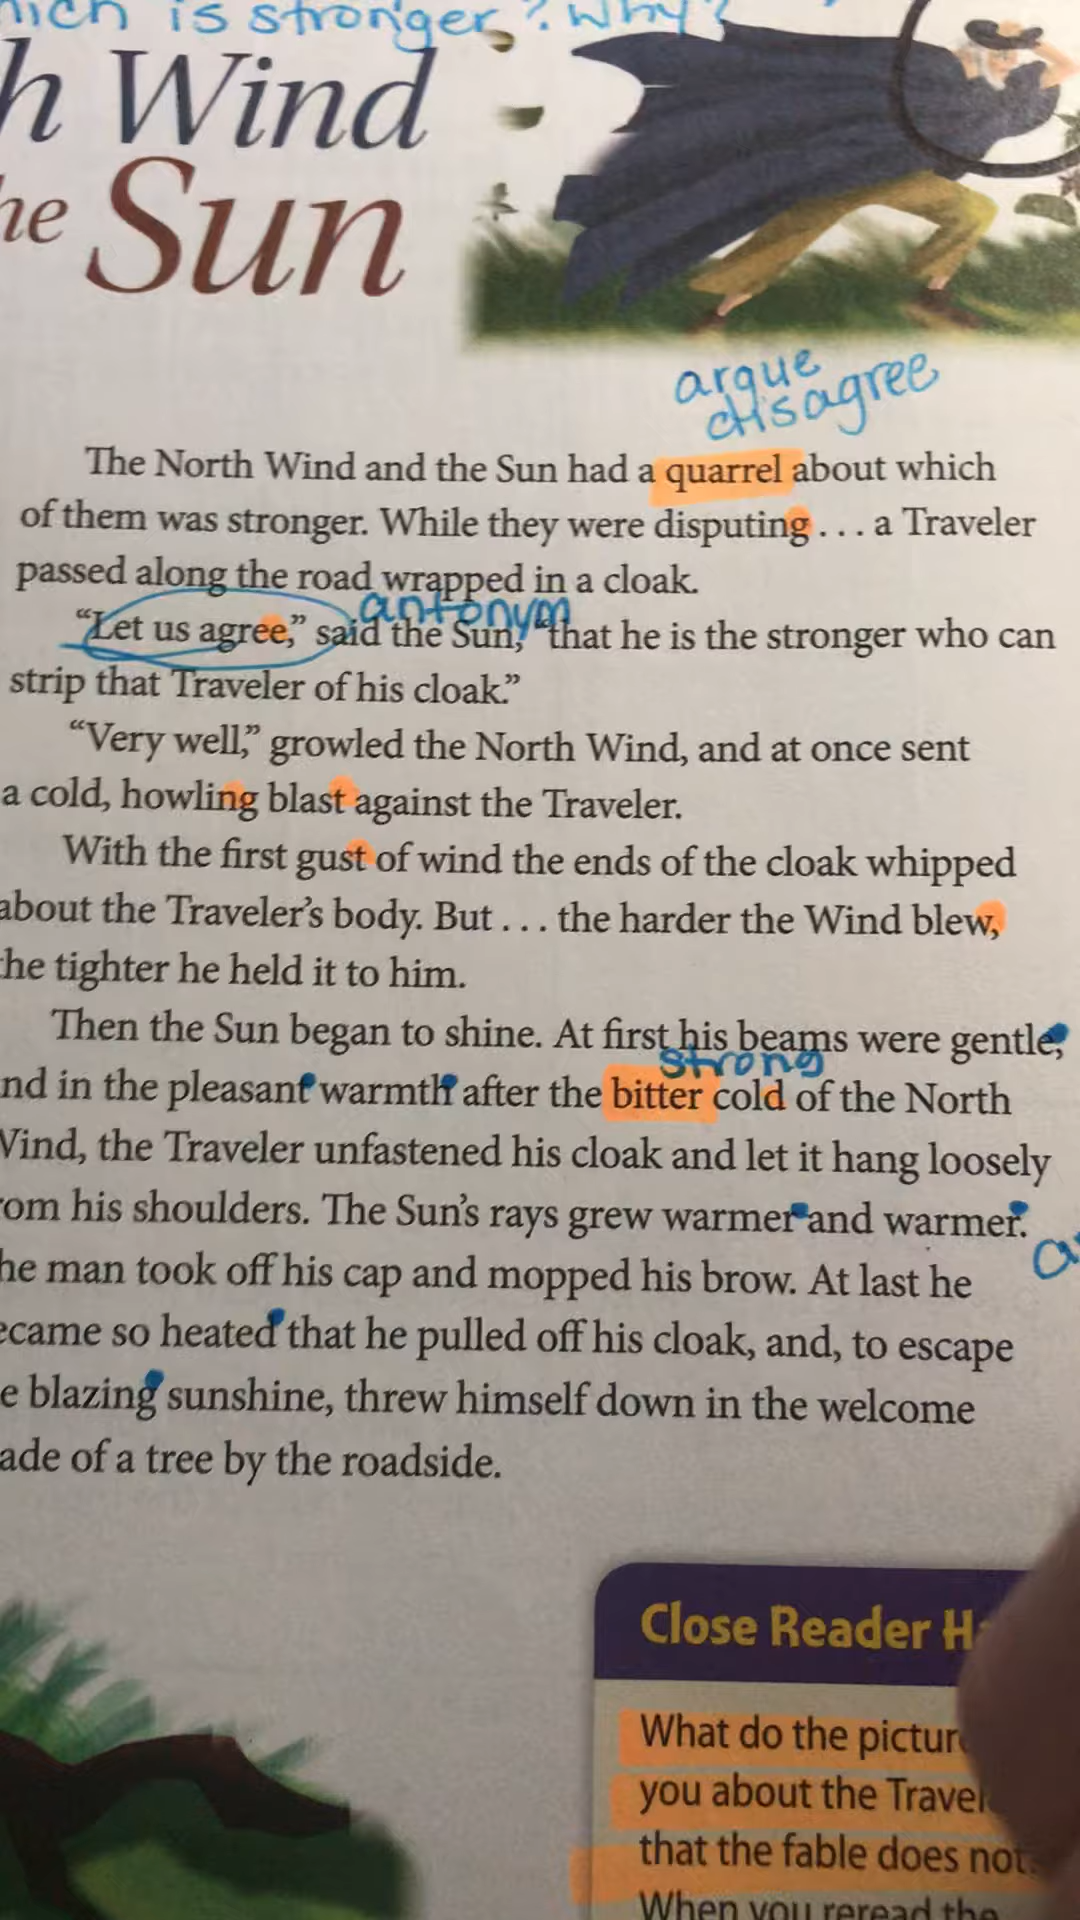 is stronger? Why?
Wind
Sun
argue
disagree
The North Wind and the Sun had a quarrel about which
of them was stronger. While they were disputing . . . a Traveler
passed along the road wrapped in a cloak.
antonym
“Let us agree,” said the Sun, “that he is the stronger who can
strip that Traveler of his cloak.”
“Very well,” growled the North Wind, and at once sent
a cold, howling blast against the Traveler.
With the first gust of wind the ends of the cloak whipped
about the Traveler’s body. But . . . the harder the Wind blew,
the tighter he held it to him.
Then the Sun began to shine. At first his beams were gentle,
strong
nd in the pleasant warmth after the bitter cold of the North
Wind, the Traveler unfastened his cloak and let it hang loosely
rom his shoulders. The Sun’s rays grew warmer and warmer.
he man took off his cap and mopped his brow. At last he
ecame so heated that he pulled off his cloak, and, to escape
e blazing sunshine, threw himself down in the welcome
ade of a tree by the roadside.
Close Reader
What do the pictur
you about the Travel
that the fable does not.
When you reread the